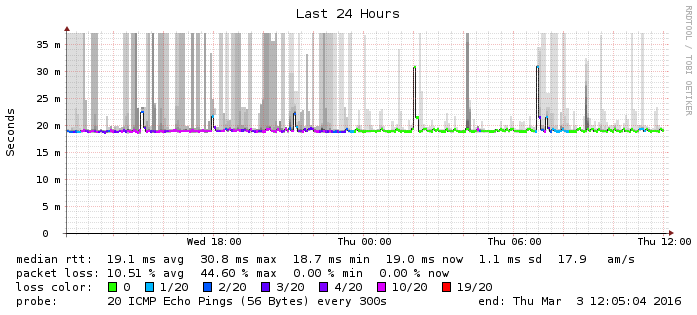 Last 24 Hours
RRDTOOL / TOBI OETIKER
Seconds
35 m
30 m
25 m
20 m
15 m
10 m
5 m
0
Wed 18:00 Thu 00:00 Thu 06:00 Thu 12:00
median rtt: 19.1 ms avg 30.8 ms max 18.7 ms min 19.0 ms now 1.1 ms sd 17.9 am/s
packet loss: 10.51 % avg 44.60 % max 0.00 % min 0.00 % now
loss color: 0 1/20 2/20 3/20 4/20 10/20 19/20
probe: 20 ICMP Echo Pings (56 Bytes) every 300s end: Thu Mar 3 12:05:04 2016